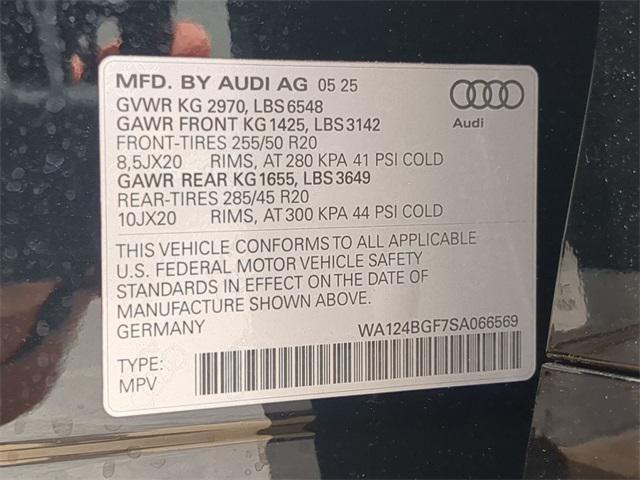 MFD. BY AUDI AG 05 25
GVWR KG 2970, LBS 6548
GAWR FRONT KG 1425, LBS 3142
FRONT-TIRES 255/50 R20
8,5JX20 RIMS, AT 280 KPA 41 PSI COLD
GAWR REAR KG 1655, LBS 3649
REAR-TIRES 285/45 R20
10JX20 RIMS, AT 300 KPA 44 PSI COLD
Audi
THIS VEHICLE CONFORMS TO ALL APPLICABLE
U.S. FEDERAL MOTOR VEHICLE SAFETY
STANDARDS IN EFFECT ON THE DATE OF
MANUFACTURE SHOWN ABOVE.
GERMANY WA124BGF7SA066569
TYPE:
MPV